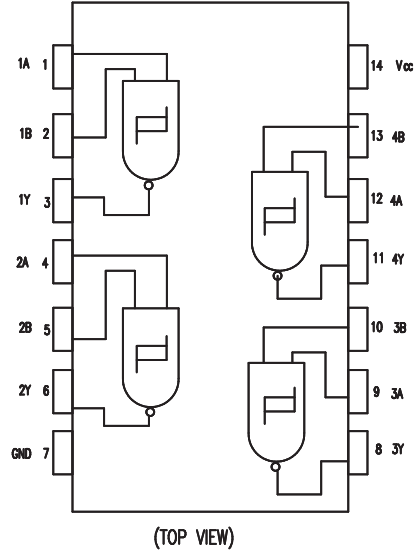 1A 1
1B 2
1Y 3
2A 4
2B 5
2Y 6
GND 7
14 Vcc
13 4B
12 4A
11 4Y
10 3B
9 3A
8 3Y
(TOP VIEW)